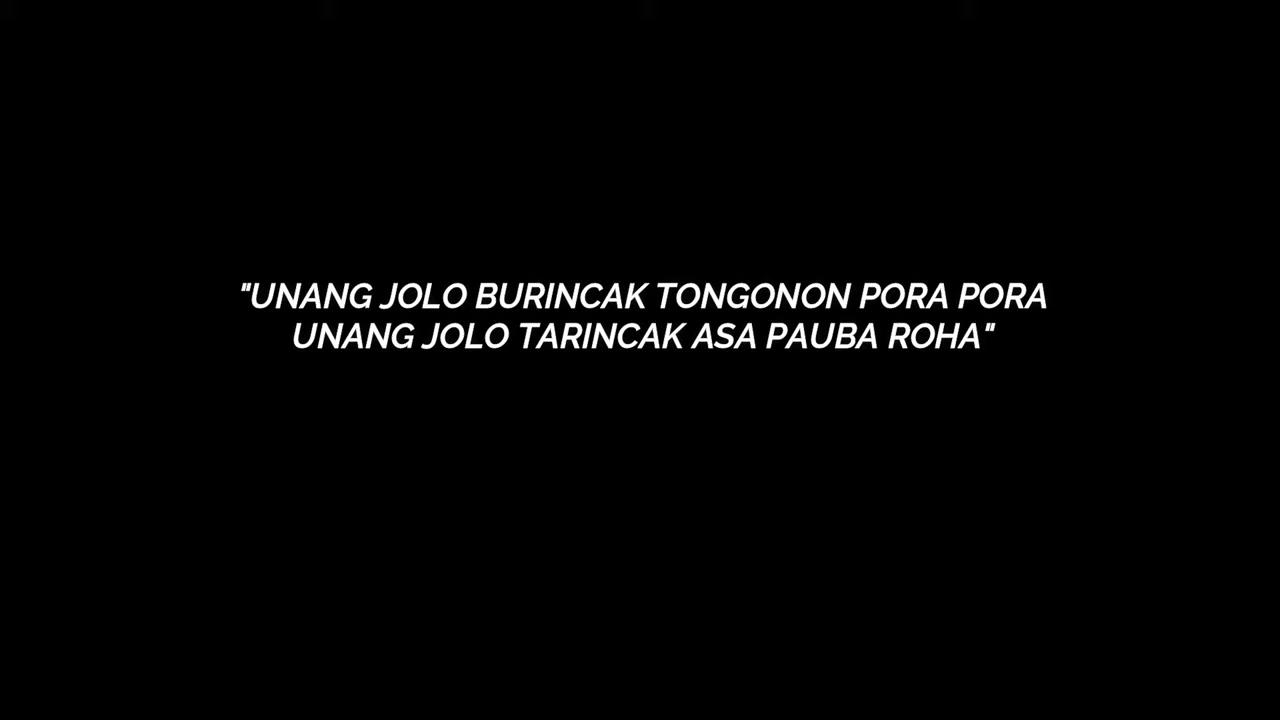 "UNANG JOLO BURINCAK TONGONON PORA PORA
UNANG JOLO TARINCAK ASA PAUBA ROHA"